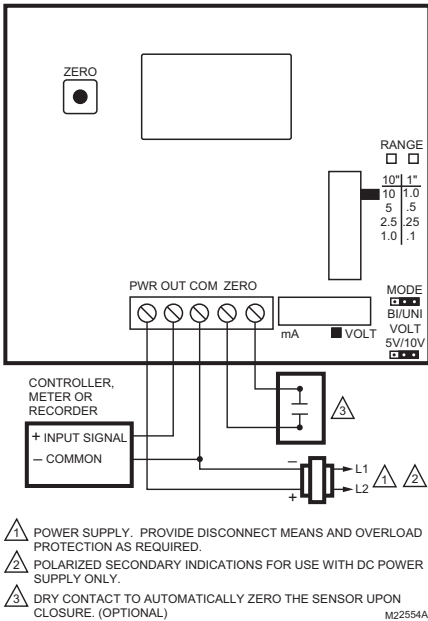 ZERO
RANGE
10" 1"
10 1.0
5 .5
2.5 .25
1.0 .1
PWR OUT COM ZERO
mA
VOLT
MODE
BI/UNI
VOLT
5V/10V
CONTROLLER,
METER OR
RECORDER
+ INPUT SIGNAL
– COMMON
3
–
+
L1
L2
1
2
1 POWER SUPPLY. PROVIDE DISCONNECT MEANS AND OVERLOAD
PROTECTION AS REQUIRED.
2 POLARIZED SECONDARY INDICATIONS FOR USE WITH DC POWER
SUPPLY ONLY.
3 DRY CONTACT TO AUTOMATICALLY ZERO THE SENSOR UPON
CLOSURE. (OPTIONAL)
M22554A